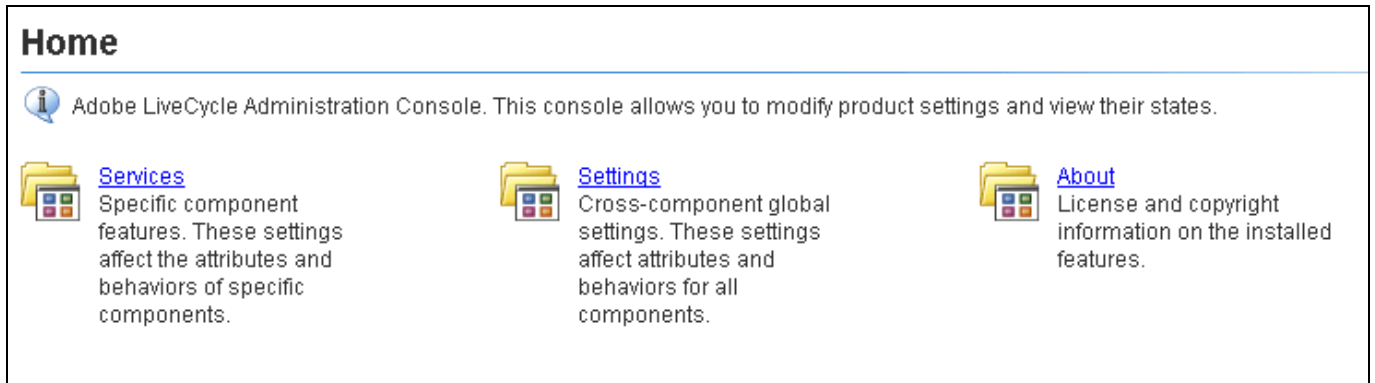 Home
Adobe LiveCycle Administration Console. This console allows you to modify product settings and view their states.
Services
Specific component
features. These settings
affect the attributes and
behaviors of specific
components.
Settings
Cross-component global
settings. These settings
affect attributes and
behaviors for all
components.
About
License and copyright
information on the installed
features.